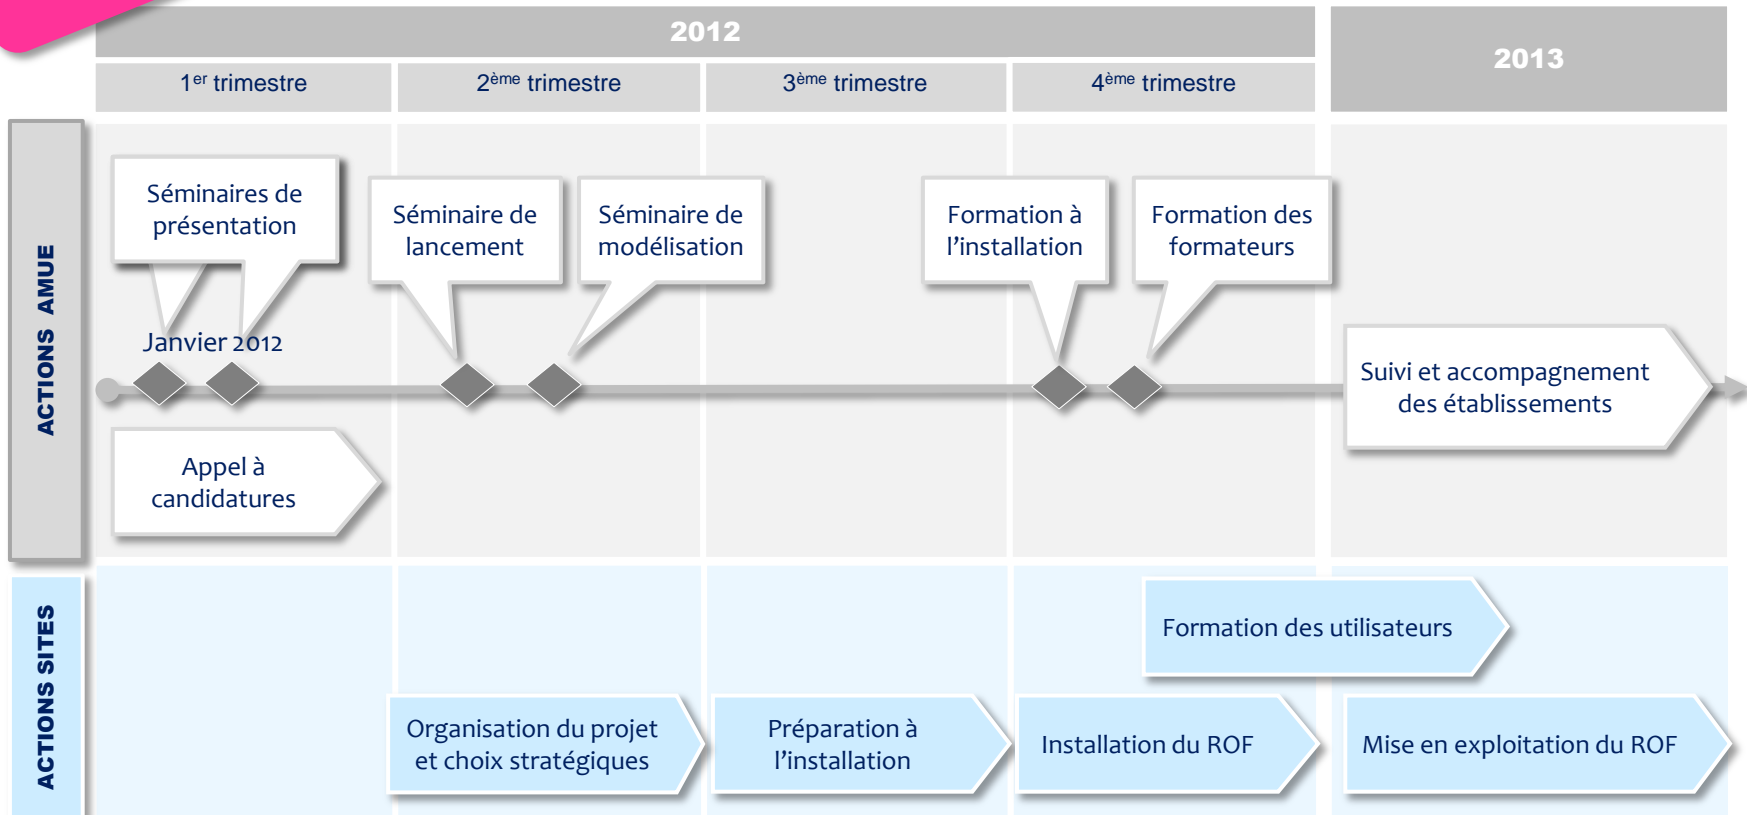 2012
2013
1er trimestre
2ème trimestre
3ème trimestre
4ème trimestre
ACTIONS AMUE
Séminaires de
présentation
Séminaire de
lancement
Séminaire de
modélisation
Formation à
l’installation
Formation des
formateurs
Janvier 2012
Suivi et accompagnement
des établissements
Appel à
candidatures
ACTIONS SITES
Formation des utilisateurs
Organisation du projet
et choix stratégiques
Préparation à
l’installation
Installation du ROF
Mise en exploitation du ROF